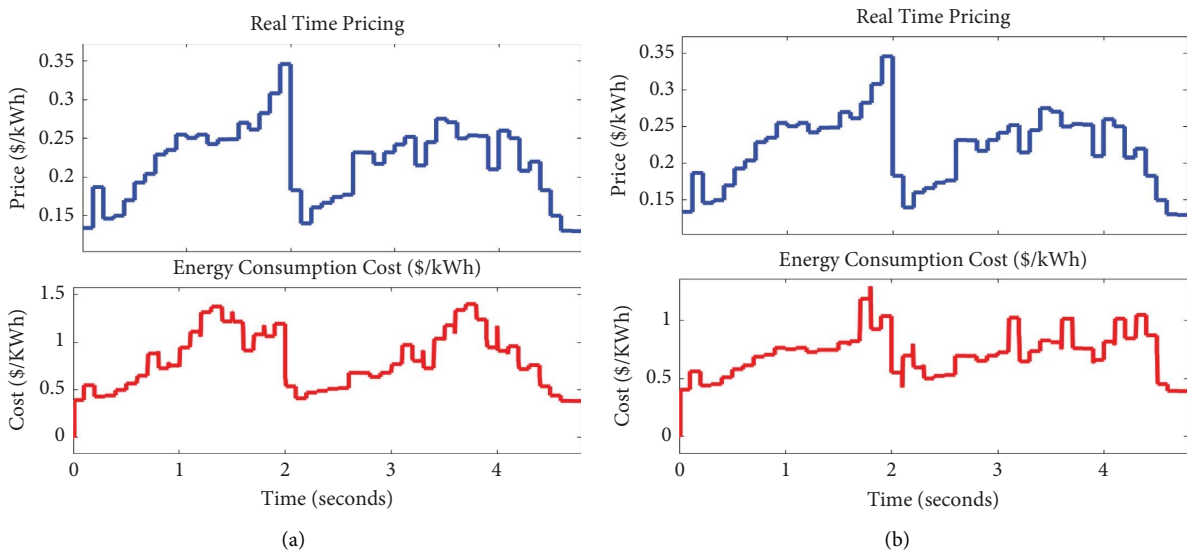 Real Time Pricing
0.35
0.3
0.25
0.2
0.15
Price ($/kWh)
Energy Consumption Cost ($/kWh)
1.5
1
0.5
0
Cost ($/KWh)
0 1 2 3 4
Time (seconds)
(a)
Real Time Pricing
0.35
0.3
0.25
0.2
0.15
Price ($/kWh)
Energy Consumption Cost ($/kWh)
1
0.5
0
Cost ($/KWh)
0 1 2 3 4
Time (seconds)
(b)